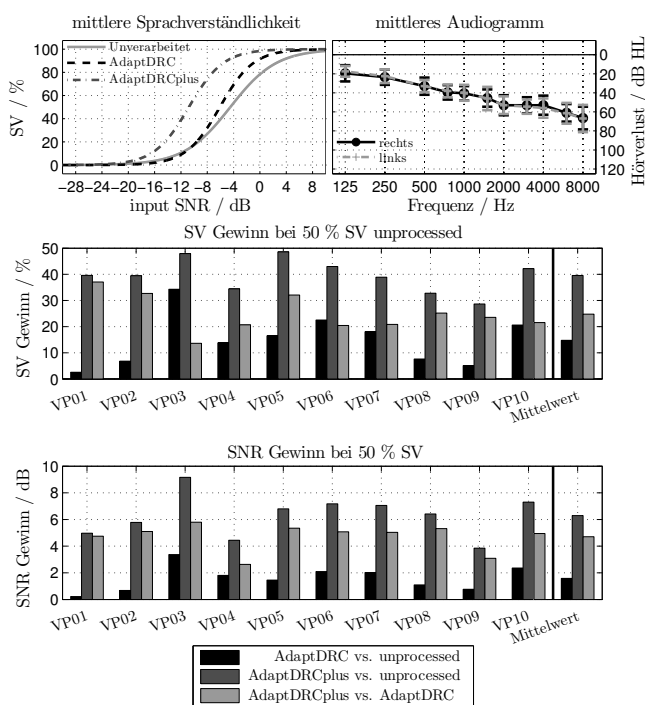 mittlere Sprachverständlichkeit
SV / %
100
80
60
40
20
0
Unverarbeitet
AdaptDRC
AdaptDRCplus
−28 −24 −20 −16 −12 −8 −4 0 4 8
input SNR / dB
mittleres Audiogramm
0
20
40
60
80
100
120
Hörverlust / dB HL
rechts
links
125 250 500 1000 2000 4000 8000
Frequenz / Hz
SV Gewinn bei 50 % SV unprocessed
SV Gewinn / %
50
40
30
20
10
0
VP01 VP02 VP03 VP04 VP05 VP06 VP07 VP08 VP09 VP10 Mittelwert
SNR Gewinn bei 50 % SV
SNR Gewinn / dB
10
8
6
4
2
0
VP01 VP02 VP03 VP04 VP05 VP06 VP07 VP08 VP09 VP10 Mittelwert
AdaptDRC vs. unprocessed
AdaptDRCplus vs. unprocessed
AdaptDRCplus vs. AdaptDRC